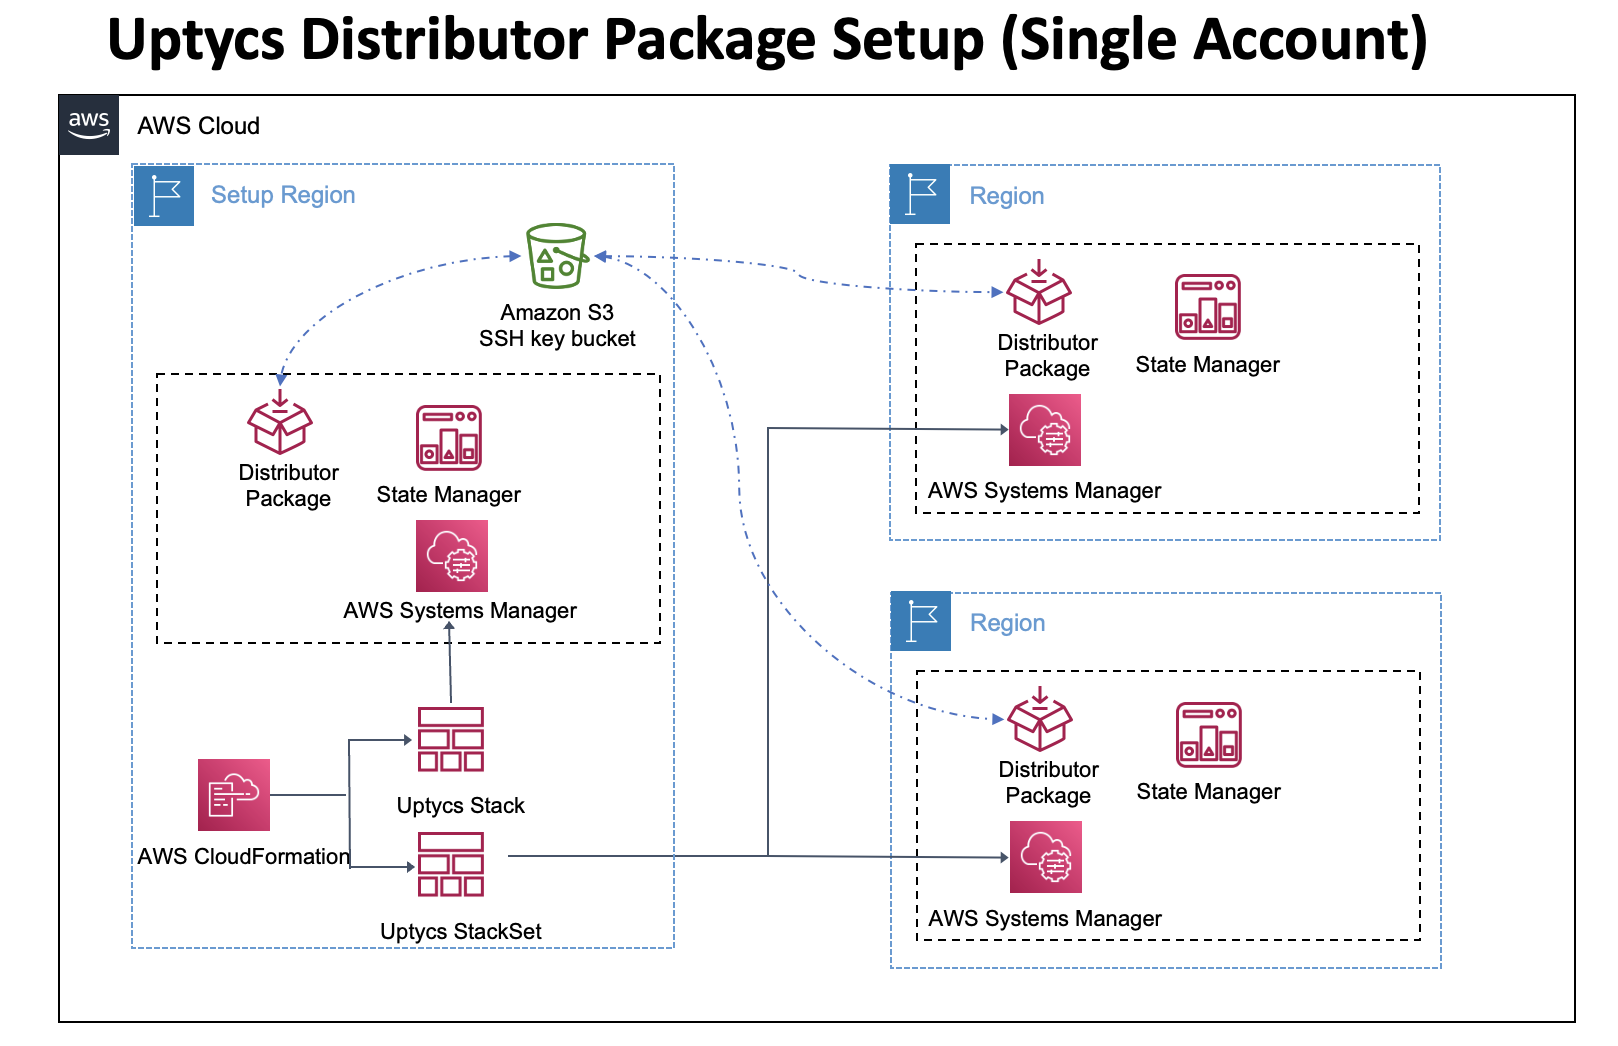 Uptycs Distributor Package Setup (Single Account)
aws
AWS Cloud
Setup Region
Amazon S3
SSH key bucket
Distributor
Package
State Manager
AWS Systems Manager
Uptycs Stack
AWS CloudFormation
Uptycs StackSet
Region
Distributor
Package
State Manager
AWS Systems Manager
Region
Distributor
Package
State Manager
AWS Systems Manager